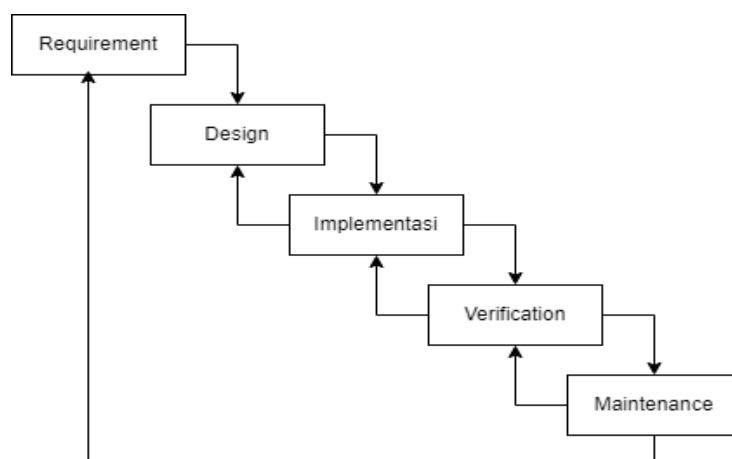 Requirement
Design
Implementasi
Verification
Maintenance